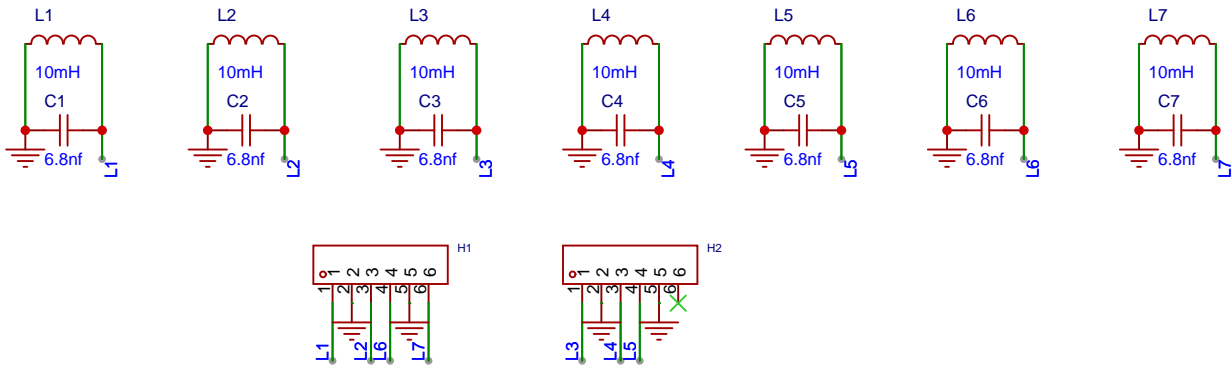 L1 L2 L3 L4 L5 L6 L7
10mH 10mH 10mH 10mH 10mH 10mH 10mH
C1 C2 C3 C4 C5 C6 C7
6.8nf 6.8nf 6.8nf 6.8nf 6.8nf 6.8nf 6.8nf
L1 L2 L3 L4 L5 L6 L7
H1 H2
1 2 3 4 5 6 1 2 3 4 5 6
1 2 3 4 5 6 1 2 3 4 5 6
L1 L2 L6 L7 L3 L4 L5